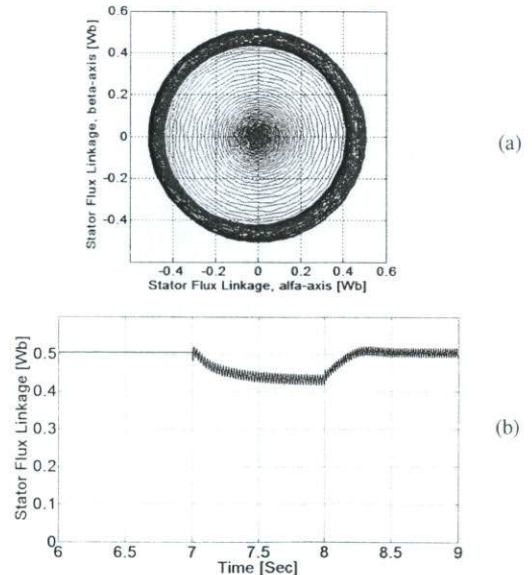 0.6
0.4
0.2
0
-0.2
-0.4
Stator Flux Linkage, beta-axis [Wb]
-0.4 -0.2 0 0.2 0.4 0.6
Stator Flux Linkage, alfa-axis [Wb]
(a)
0.6
0.5
0.4
0.3
0.2
0.1
0
Stator Flux Linkage [Wb]
6 6.5 7 7.5 8 8.5 9
Time [Sec]
(b)